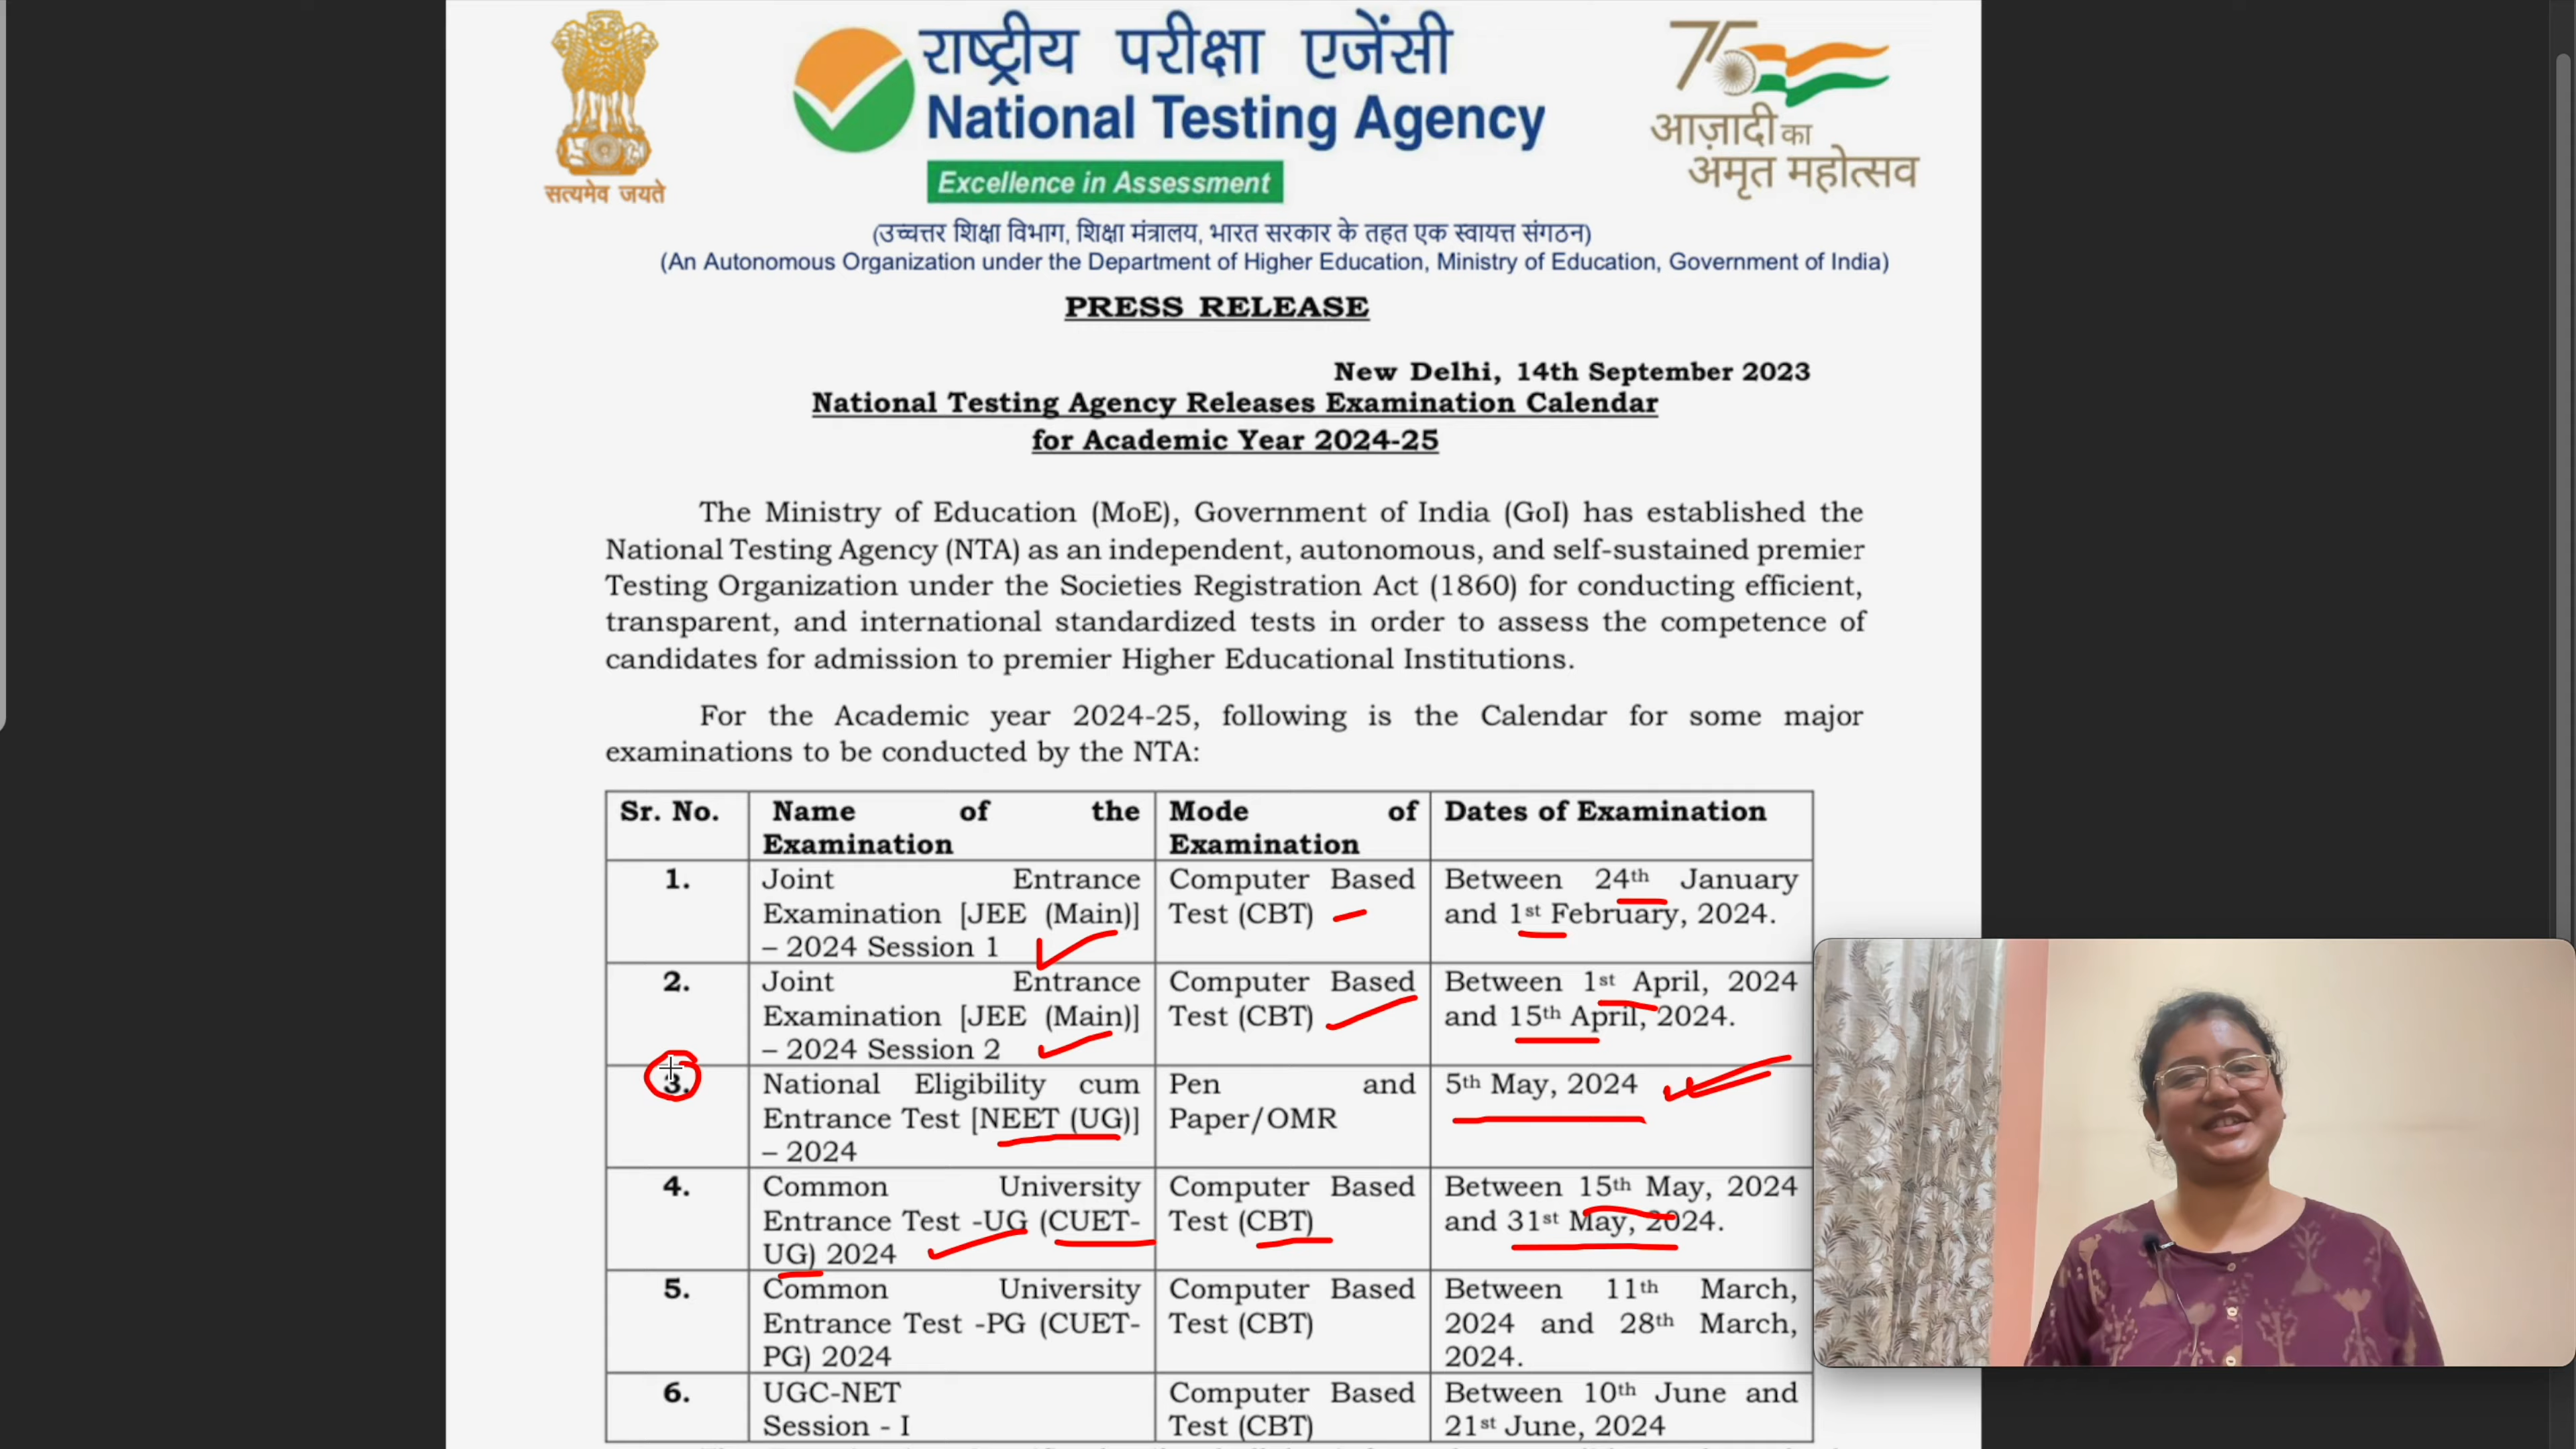 राष्ट्रीय परीक्षा एजेंसी
National Testing Agency
Excellence in Assessment
सत्यमेव जयते
75
आज़ादी का
अमृत महोत्सव
(उच्चत्तर शिक्षा विभाग, शिक्षा मंत्रालय, भारत सरकार के तहत एक स्वायत्त संगठन)
(An Autonomous Organization under the Department of Higher Education, Ministry of Education, Government of India)
PRESS RELEASE
New Delhi, 14th September 2023
National Testing Agency Releases Examination Calendar
for Academic Year 2024-25
The Ministry of Education (MoE), Government of India (GoI) has established the
National Testing Agency (NTA) as an independent, autonomous, and self-sustained premier
Testing Organization under the Societies Registration Act (1860) for conducting efficient,
transparent, and international standardized tests in order to assess the competence of
candidates for admission to premier Higher Educational Institutions.
For the Academic year 2024-25, following is the Calendar for some major
examinations to be conducted by the NTA:
Sr. No. Name of the Mode of Dates of Examination
Examination Examination
1. Joint Entrance Computer Based Between 24th January
Examination [JEE (Main)] Test (CBT) and 1st February, 2024.
– 2024 Session 1
2. Joint Entrance Computer Based Between 1st April, 2024
Examination [JEE (Main)] Test (CBT) and 15th April, 2024.
– 2024 Session 2
3. National Eligibility cum Pen and 5th May, 2024
Entrance Test [NEET (UG)] Paper/OMR
– 2024
4. Common University Computer Based Between 15th May, 2024
Entrance Test -UG (CUET- Test (CBT) and 31st May, 2024.
UG) 2024
5. Common University Computer Based Between 11th March,
Entrance Test -PG (CUET- Test (CBT) 2024 and 28th March,
PG) 2024 2024.
6. UGC-NET Computer Based Between 10th June and
Session - I Test (CBT) 21st June, 2024